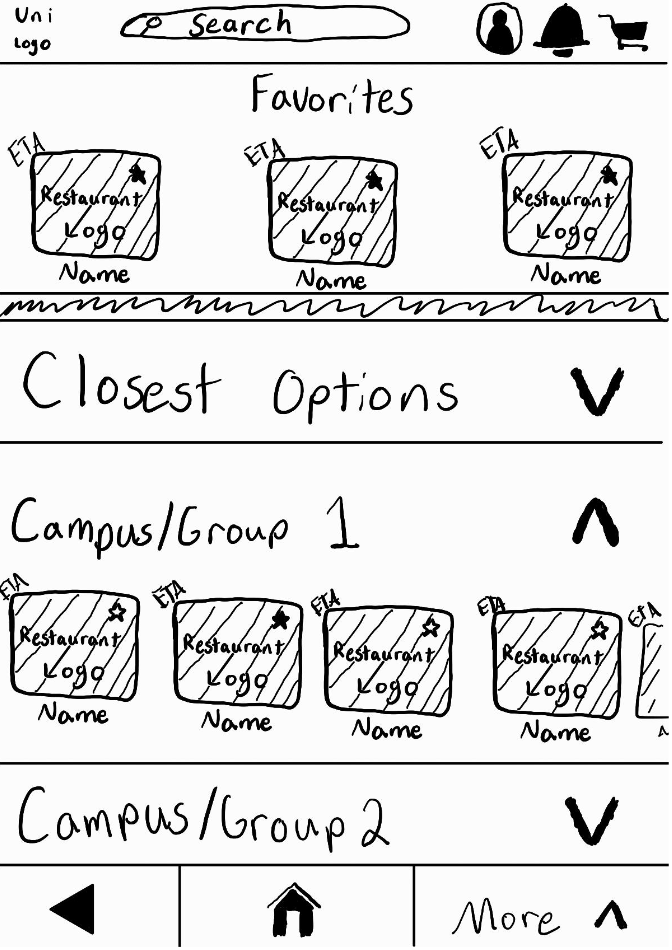 Uni
Logo
Search
Favorites
ETA ETA ETA
Restaurant Restaurant Restaurant
Logo Logo Logo
Name Name Name
Closest Options
Campus/Group 1
ETA ETA ETA ETA ETA
Restaurant Restaurant Restaurant Restaurant
Logo Logo Logo Logo
Name Name Name Name
Campus/Group 2
More